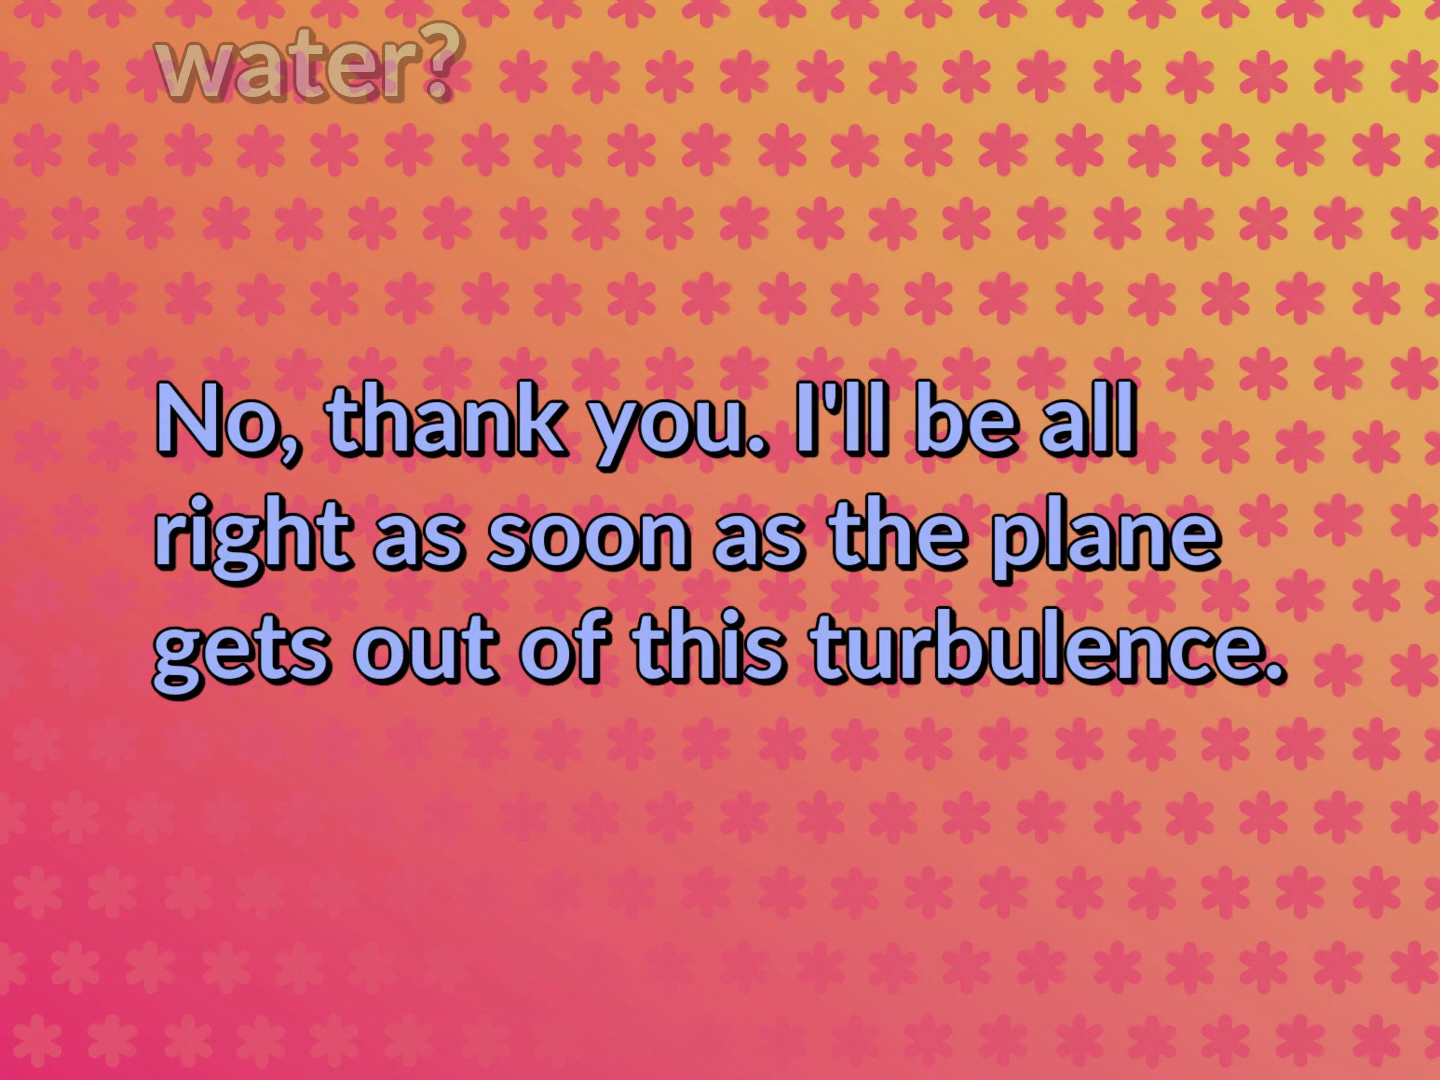 water?
No, thank you. I'll be all
right as soon as the plane
gets out of this turbulence.